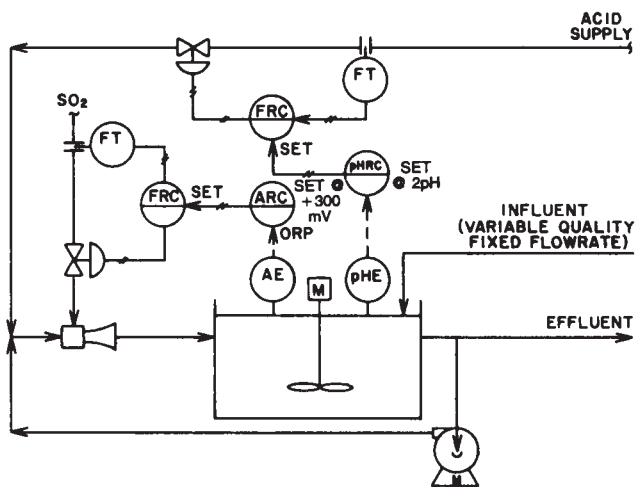 ACID
SUPPLY
FT
SO₂
FRC
FT
SET
pHRC
SET
@ 2pH
SET @
+300
mV
FRC
SET
ARC
ORP
INFLUENT
(VARIABLE QUALITY
FIXED FLOWRATE)
AE
M
pHE
EFFLUENT
M